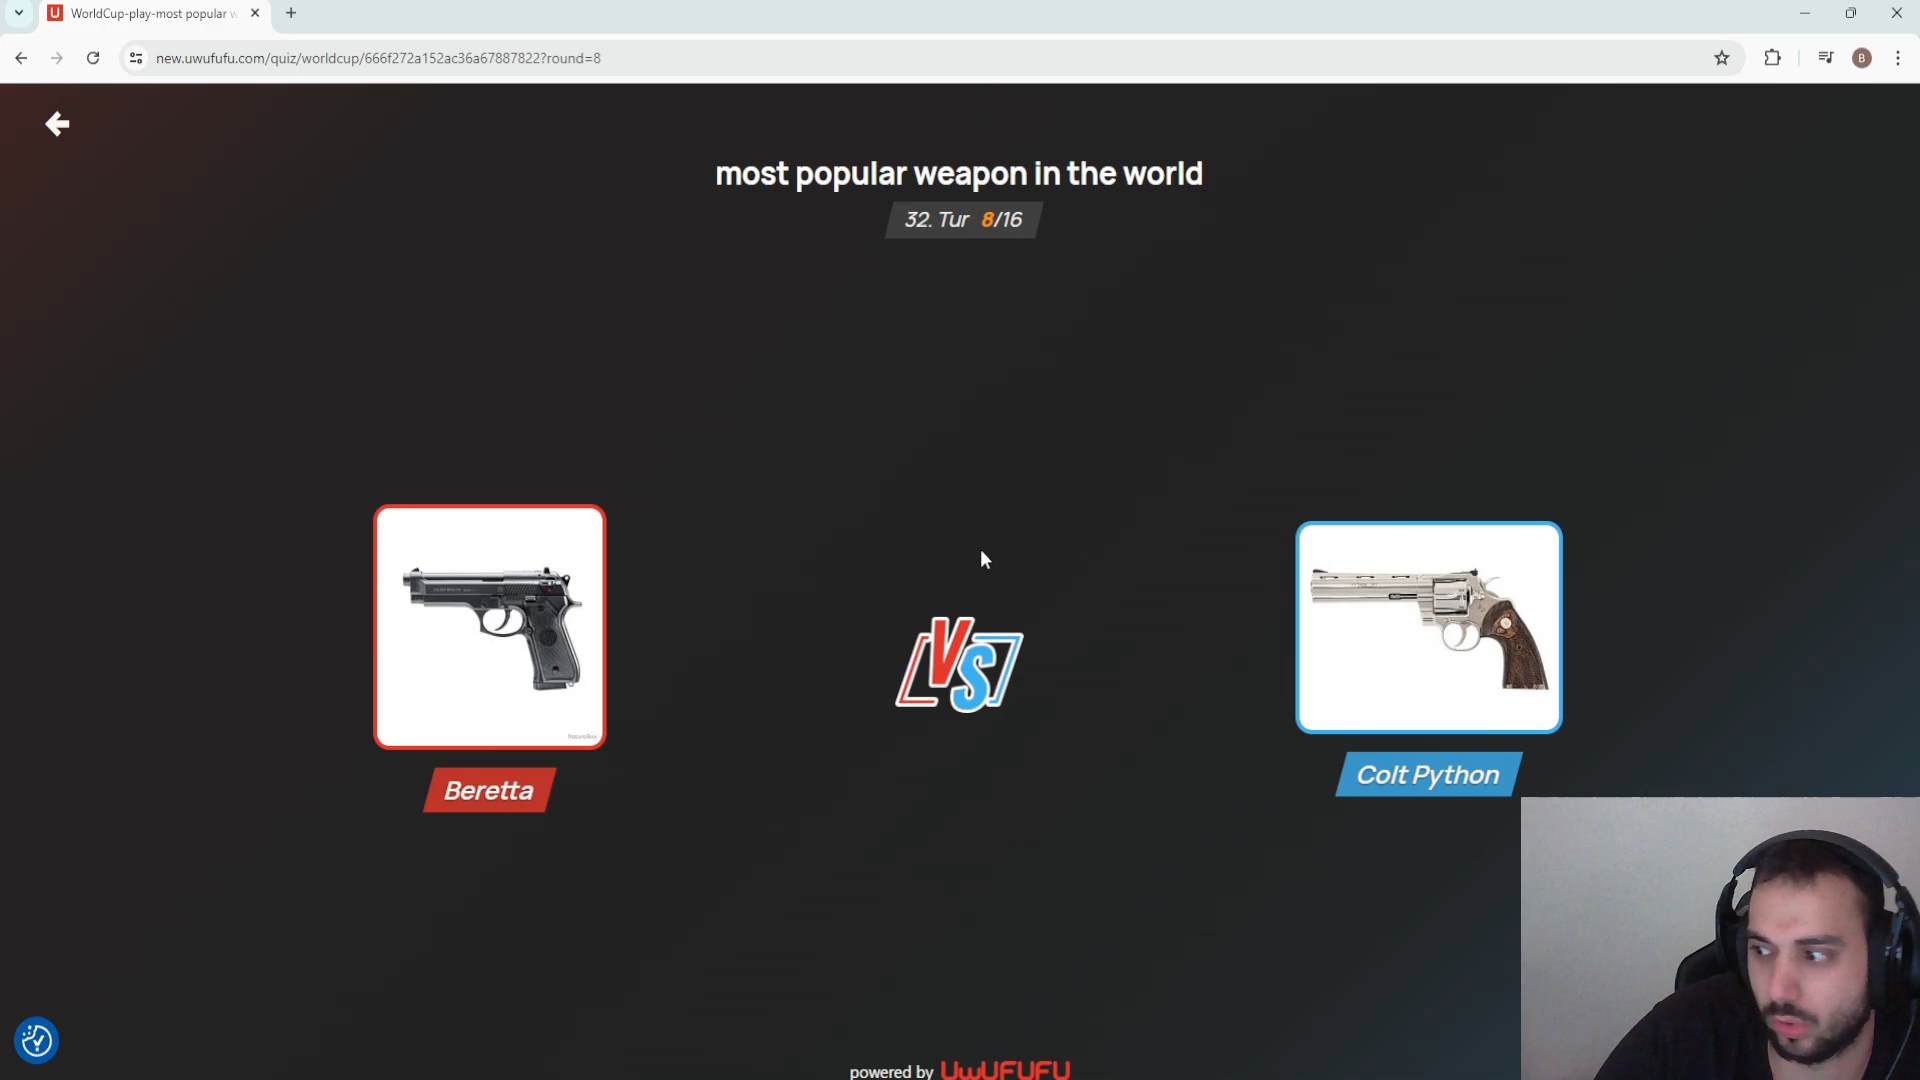 WorldCup-play-most popular w
new.uwufufu.com/quiz/worldcup/666f272a152ac36a67887822?round=8
B
most popular weapon in the world
32. Tur 8/16
VS
NaturaBuy
Beretta
Colt Python
powered by UwUFUFU